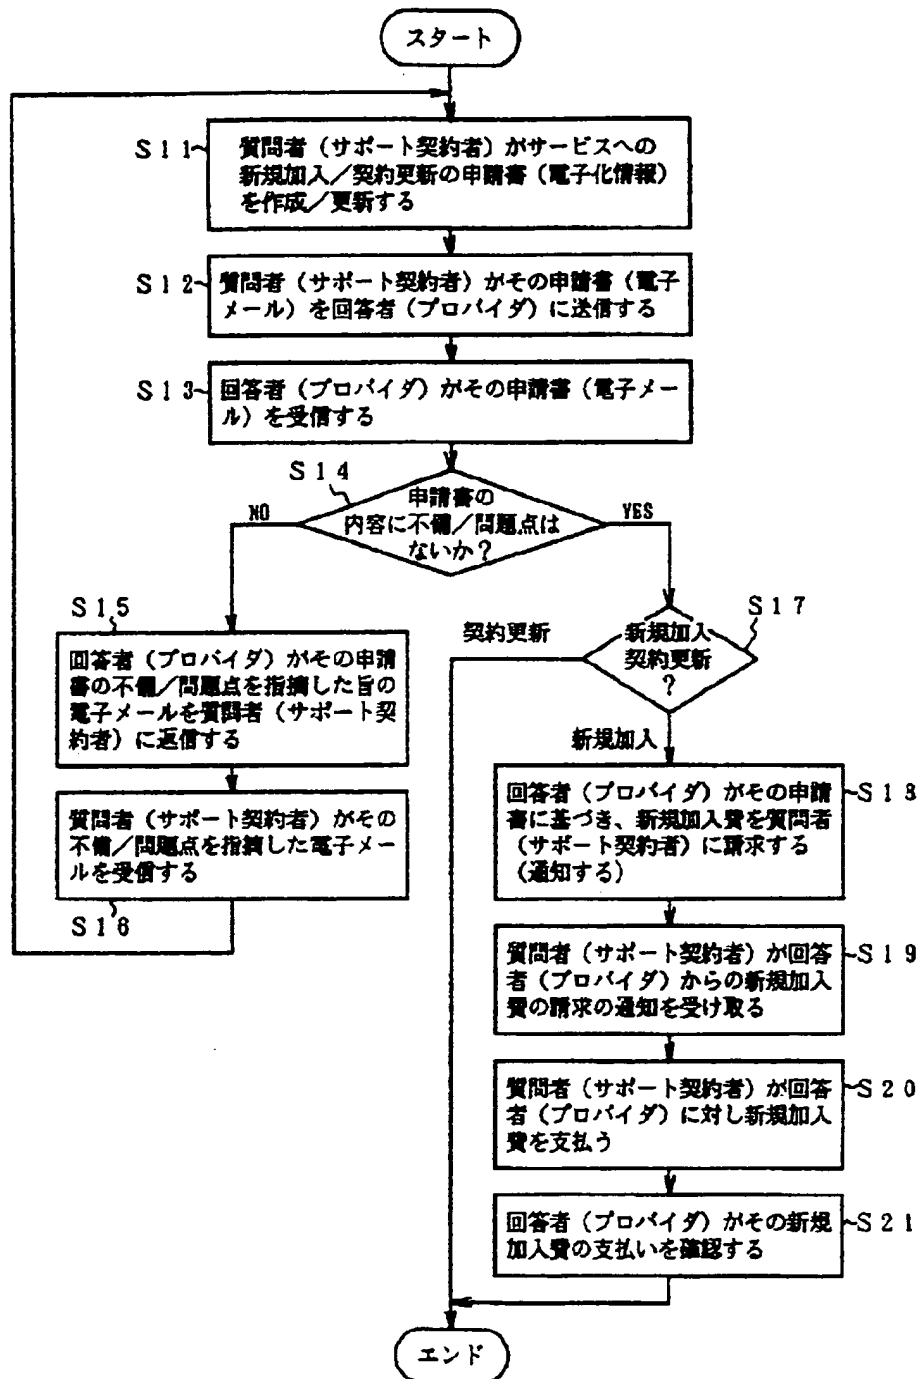 スタート
S11
質問者(サポート契約者)がサービスへの
新規加入/契約更新の申請書(電子化情報)
を作成/更新する
S12
質問者(サポート契約者)がその申請書(電子
メール)を回答者(プロバイダ)に送信する
S13
回答者(プロバイダ)がその申請書(電子メー
ル)を受信する
S14
申請書の
内容に不備/問題点は
ないか?
NO
YES
S15
回答者(プロバイダ)がその申請
書の不備/問題点を指摘した旨の
電子メールを質問者(サポート契
約者)に返信する
質問者(サポート契約者)がその
不備/問題点を指摘した電子メー
ルを受信する
S16
S17
新規加入
契約更新
?
契約更新
新規加入
回答者(プロバイダ)がその申請
書に基づき、新規加入費を質問者
(サポート契約者)に請求する
(通知する)
S18
質問者(サポート契約者)が回答
者(プロバイダ)からの新規加入
費の請求の通知を受け取る
S19
質問者(サポート契約者)が回答
者(プロバイダ)に対し新規加入
費を支払う
S20
回答者(プロバイダ)がその新規
加入費の支払いを確認する
S21
エンド